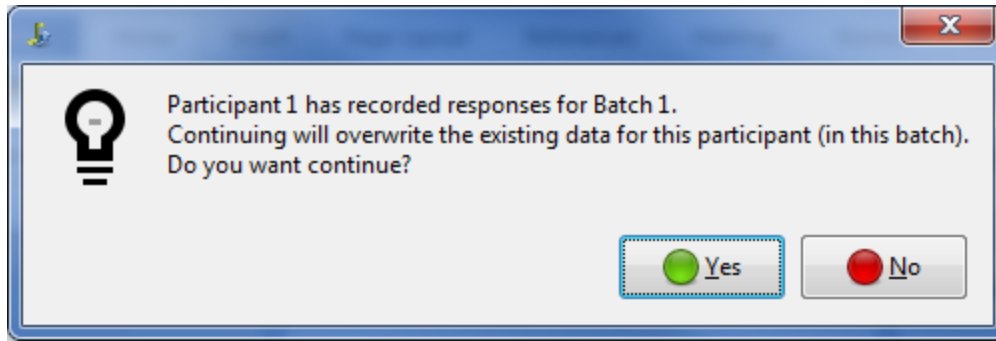 Participant 1 has recorded responses for Batch 1.
Continuing will overwrite the existing data for this participant (in this batch).
Do you want continue?
Yes
No